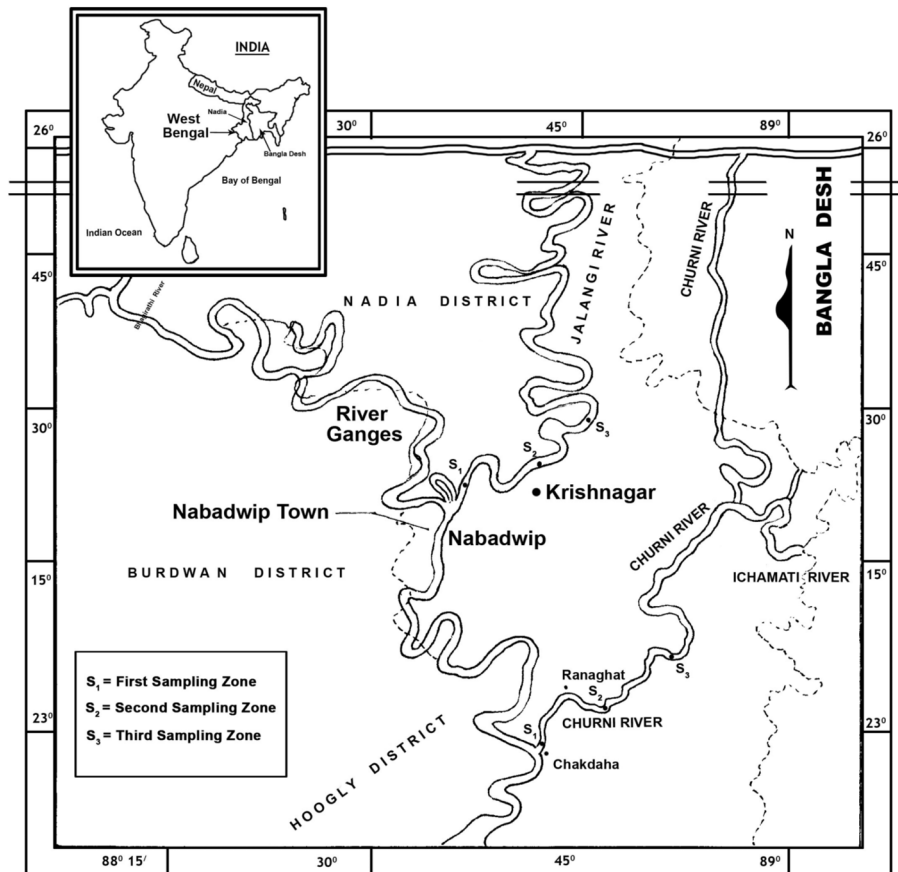 INDIA
Nepal
Nadia
West
Bengal
Bangla Desh
Bay of Bengal
Indian Ocean
26⁰
30⁰
45⁰
89⁰
26⁰
45⁰
45⁰
BANGLA DESH
N
CHURNI RIVER
JALANGI RIVER
NADIA DISTRICT
Bhagirathi River
30⁰
30⁰
River
Ganges
S₃
S₂
S₁
Krishnagar
Nabadwip Town
Nabadwip
CHURNI RIVER
ICHAMATI RIVER
BURDWAN DISTRICT
15⁰
15⁰
S₁ = First Sampling Zone
S₂ = Second Sampling Zone
S₃ = Third Sampling Zone
Ranaghat
S₃
S₂
CHURNI RIVER
S₁
Chakdaha
HOOGLY DISTRICT
23⁰
23⁰
88⁰ 15′
30⁰
45⁰
89⁰